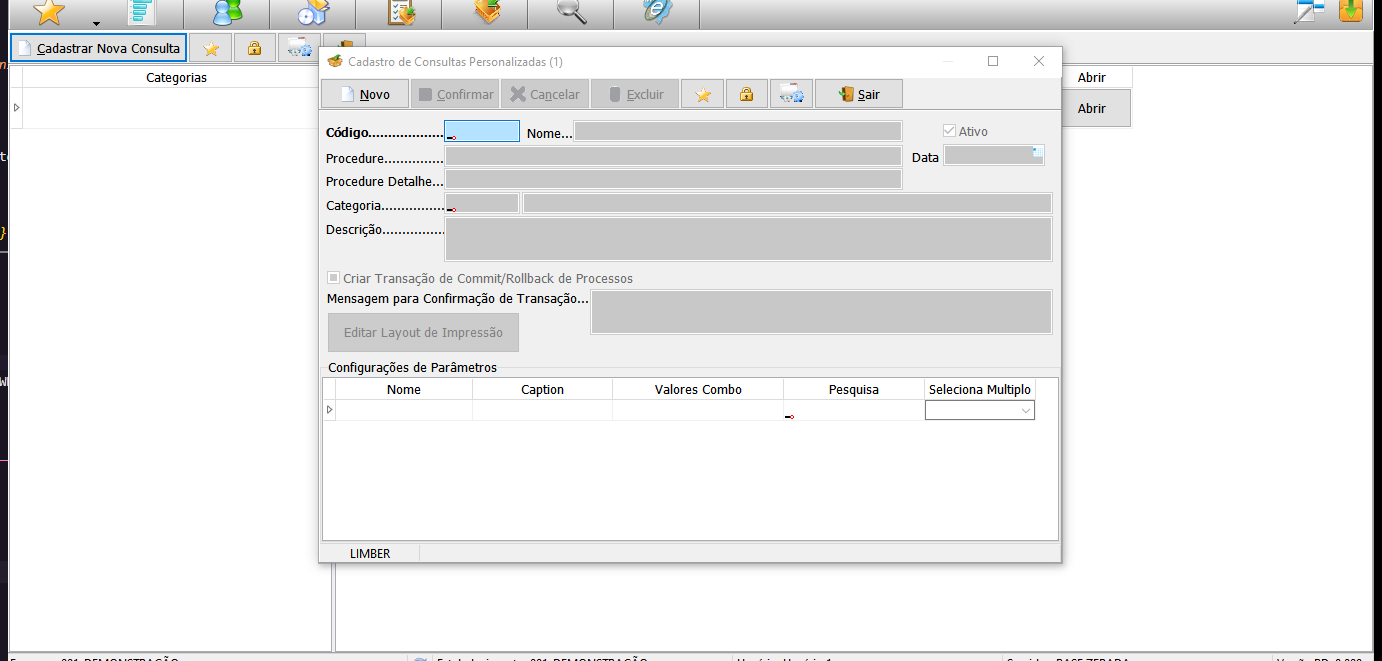 Cadastrar Nova Consulta
Categorias
Abrir
Abrir
Cadastro de Consultas Personalizadas (1)
Novo Confirmar Cancelar Excluir Sair
Código................... Nome... Ativo
Procedure............... Data
Procedure Detalhe...
Categoria................
Descrição................
Criar Transação de Commit/Rollback de Processos
Mensagem para Confirmação de Transação...
Editar Layout de Impressão
Configurações de Parâmetros
Nome Caption Valores Combo Pesquisa Seleciona Multiplo
LIMBER